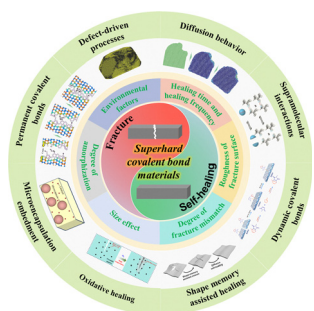 Defect-driven
processes
Diffusion behavior
Supramolecular
interactions
Dynamic covalent
bonds
Shape memory
assisted healing
Oxidative healing
Microencapsulation
embedment
Permanent covalent
bonds
Environmental
factors
Healing time and
healing frequency
Roughness of
fracture surface
Degree of
fracture mismatch
Size effect
Degree of
amorphization
Fracture
Superhard
covalent bond
materials
Self-healing